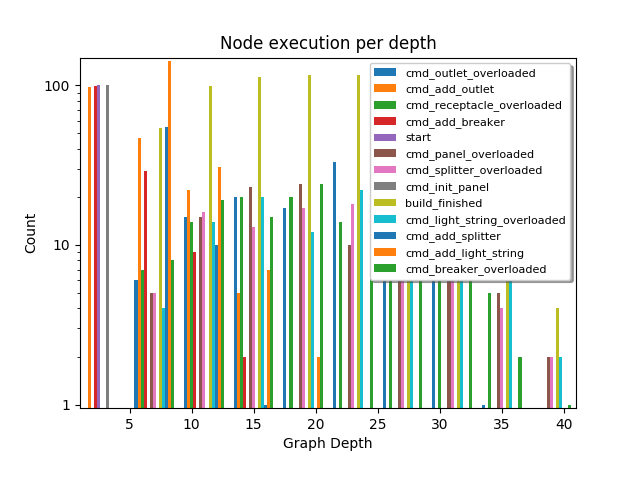 Node execution per depth
Count
100
10
1
cmd_outlet_overloaded
cmd_add_outlet
cmd_receptacle_overloaded
cmd_add_breaker
start
cmd_panel_overloaded
cmd_splitter_overloaded
cmd_init_panel
build_finished
cmd_light_string_overloaded
cmd_add_splitter
cmd_add_light_string
cmd_breaker_overloaded
5 10 15 20 25 30 35 40
Graph Depth